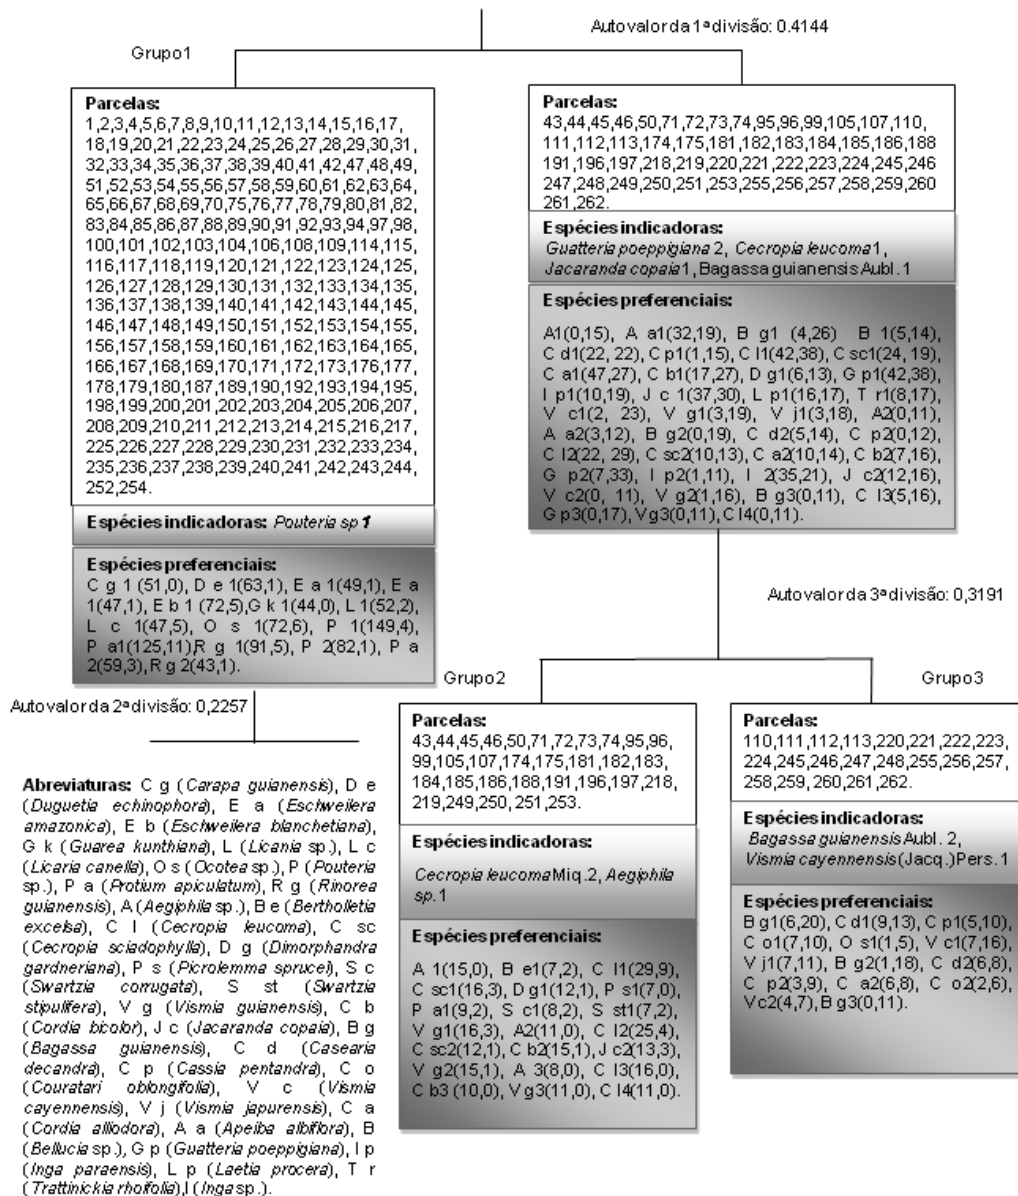 Autovalor da 1ª divisão: 0.4144
Grupo1
Parcelas:
1,2,3,4,5,6,7,8,9,10,11,12,13,14,15,16,17,
18,19,20,21,22,23,24,25,26,27,28,29,30,31,
32,33,34,35,36,37,38,39,40,41,42,47,48,49,
51,52,53,54,55,56,57,58,59,60,61,62,63,64,
65,66,67,68,69,70,75,76,77,78,79,80,81,82,
83,84,85,86,87,88,89,90,91,92,93,94,97,98,
100,101,102,103,104,106,108,109,114,115,
116,117,118,119,120,121,122,123,124,125,
126,127,128,129,130,131,132,133,134,135,
136,137,138,139,140,141,142,143,144,145,
146,147,148,149,150,151,152,153,154,155,
156,157,158,159,160,161,162,163,164,165,
166,167,168,169,170,171,172,173,176,177,
178,179,180,187,189,190,192,193,194,195,
198,199,200,201,202,203,204,205,206,207,
208,209,210,211,212,213,214,215,216,217,
225,226,227,228,229,230,231,232,233,234,
235,236,237,238,239,240,241,242,243,244,
252,254.
Espécies indicadoras: Pouteria sp 1
Espécies preferenciais:
C g 1 (51,0), D e 1(63,1), E a 1(49,1), E a
1(47,1), E b 1 (72,5),G k 1(44,0), L 1(52,2),
L c 1(47,5), O s 1(72,6), P 1(149,4),
P a1(125,11),R g 1(91,5), P 2(82,1), P a
2(59,3),R g 2(43,1).
Parcelas:
43,44,45,46,50,71,72,73,74,95,96,99,105,107,110,
111,112,113,174,175,181,182,183,184,185,186,188
191,196,197,218,219,220,221,222,223,224,245,246
247,248,249,250,251,253,255,256,257,258,259,260
261,262.
Espécies indicadoras:
Guatteria poeppigiana 2, Cecropia leucoma 1,
Jacaranda copaia 1, Bagassa guianensis Aubl. 1
Espécies preferenciais:
A1(0,15), A a1(32,19), B g1 (4,26) B 1(5,14),
C d1(22, 22), C p1(1,15), C l1(42,38), C sc1(24, 19),
C a1(47,27), C b1(17,27), D g1(6,13), G p1(42,38),
I p1(10,19), J c 1(37,30), L p1(16,17), T r1(8,17),
V c1(2, 23), V g1(3,19), V j1(3,18), A2(0,11),
A a2(3,12), B g2(0,19), C d2(5,14), C p2(0,12),
C l2(22, 29), C sc2(10,13), C a2(10,14), C b2(7,16),
G p2(7,33), I p2(1,11), I 2(35,21), J c2(12,16),
V c2(0, 11), V g2(1,16), B g3(0,11), C l3(5,16),
G p3(0,17), V g3(0,11), C l4(0,11).
Autovalor da 3ª divisão: 0,3191
Autovalor da 2ª divisão: 0,2257
Grupo2
Parcelas:
43,44,45,46,50,71,72,73,74,95,96,
99,105,107,174,175,181,182,183,
184,185,186,188,191,196,197,218,
219,249,250, 251,253.
Espécies indicadoras:
Cecropia leucoma Miq.2, Aegiphila
sp.1
Espécies preferenciais:
A 1(15,0), B e1(7,2), C l1(29,9),
C sc1(16,3), D g1(12,1), P s1(7,0),
P a1(9,2), S c1(8,2), S st1(7,2),
V g1(16,3), A2(11,0), C l2(25,4),
C sc2(12,1), C b2(15,1), J c2(13,3),
V g2(15,1), A 3(8,0), C l3(16,0),
C b3 (10,0), V g3(11,0), C l4(11,0).
Grupo3
Parcelas:
110,111,112,113,220,221,222,223,
224,245,246,247,248,255,256,257,
258,259,260,261,262.
Espécies indicadoras:
Bagassa guianensis Aubl. 2,
Vismia cayennensis (Jacq.)Pers. 1
Espécies preferenciais:
B g1(6,20), C d1(9,13), C p1(5,10),
C o1(7,10), O s1(1,5), V c1(7,16),
V j1(7,11), B g2(1,18), C d2(6,8),
C p2(3,9), C a2(6,8), C o2(2,6),
V c2(4,7), B g3(0,11).
Abreviaturas: C g (Carapa guianensis), D e
(Duguetia echinophora), E a (Eschweilera
amazonica), E b (Eschweilera blanchetiana),
G k (Guarea kunthiana), L (Licania sp.), L c
(Licaria canella), O s (Ocotea sp.), P (Pouteria
sp.), P a (Protium apiculatum), R g (Rinorea
guianensis), A (Aegiphila sp.), B e (Bertholletia
excelsa), C l (Cecropia leucoma), C sc
(Cecropia sciadophylla), D g (Dimorphandra
gardneriana), P s (Picrolemma sprucei), S c
(Swartzia corrugata), S st (Swartzia
stipulifera), V g (Vismia guianensis), C b
(Cordia bicolor), J c (Jacaranda copaia), B g
(Bagassa guianensis), C d (Casearia
decandra), C p (Cassia pentandra), C o
(Couratari oblongifolia), V c (Vismia
cayennensis), V j (Vismia japurensis), C a
(Cordia alliodora), A a (Apeiba albiflora), B
(Bellucia sp.), G p (Guatteria poeppigiana), I p
(Inga paraensis), L p (Laetia procera), T r
(Trattinickia rhoifolia),I (Inga sp.).